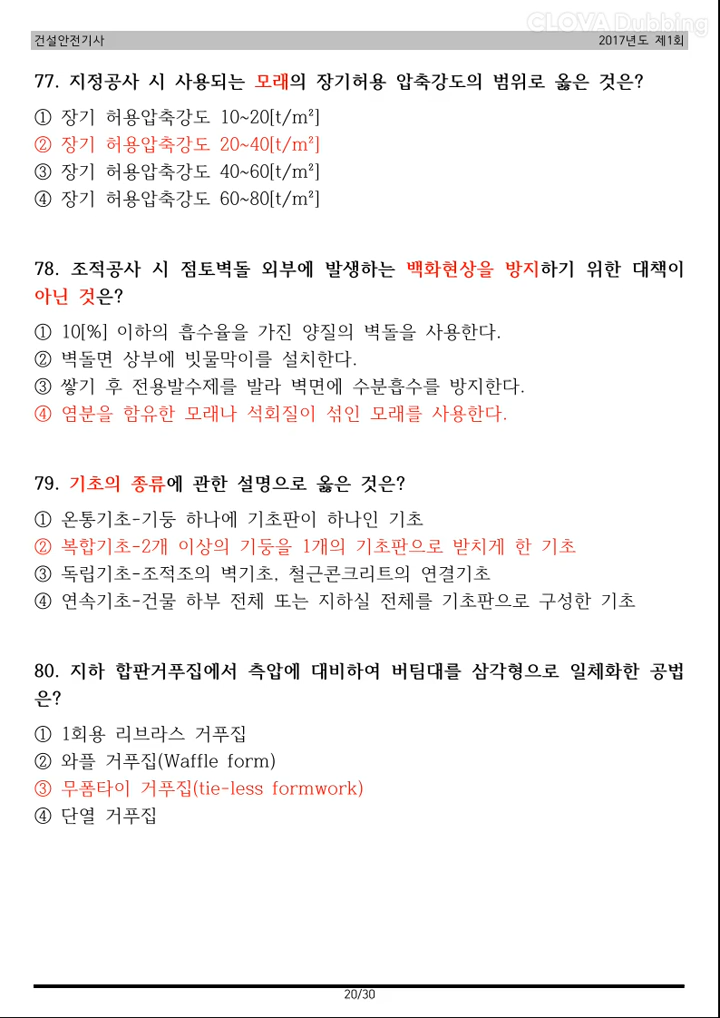 CLOVA Dubbing
건설안전기사 2017년도 제1회
77. 지정공사 시 사용되는 모래의 장기허용 압축강도의 범위로 옳은 것은?
① 장기 허용압축강도 10~20[t/m²]
② 장기 허용압축강도 20~40[t/m²]
③ 장기 허용압축강도 40~60[t/m²]
④ 장기 허용압축강도 60~80[t/m²]
78. 조적공사 시 점토벽돌 외부에 발생하는 백화현상을 방지하기 위한 대책이
아닌 것은?
① 10[%] 이하의 흡수율을 가진 양질의 벽돌을 사용한다.
② 벽돌면 상부에 빗물막이를 설치한다.
③ 쌓기 후 전용발수제를 발라 벽면에 수분흡수를 방지한다.
④ 염분을 함유한 모래나 석회질이 섞인 모래를 사용한다.
79. 기초의 종류에 관한 설명으로 옳은 것은?
① 온통기초-기둥 하나에 기초판이 하나인 기초
② 복합기초-2개 이상의 기둥을 1개의 기초판으로 받치게 한 기초
③ 독립기초-조적조의 벽기초, 철근콘크리트의 연결기초
④ 연속기초-건물 하부 전체 또는 지하실 전체를 기초판으로 구성한 기초
80. 지하 합판거푸집에서 측압에 대비하여 버팀대를 삼각형으로 일체화한 공법
은?
① 1회용 리브라스 거푸집
② 와플 거푸집(Waffle form)
③ 무폼타이 거푸집(tie-less formwork)
④ 단열 거푸집
20/30